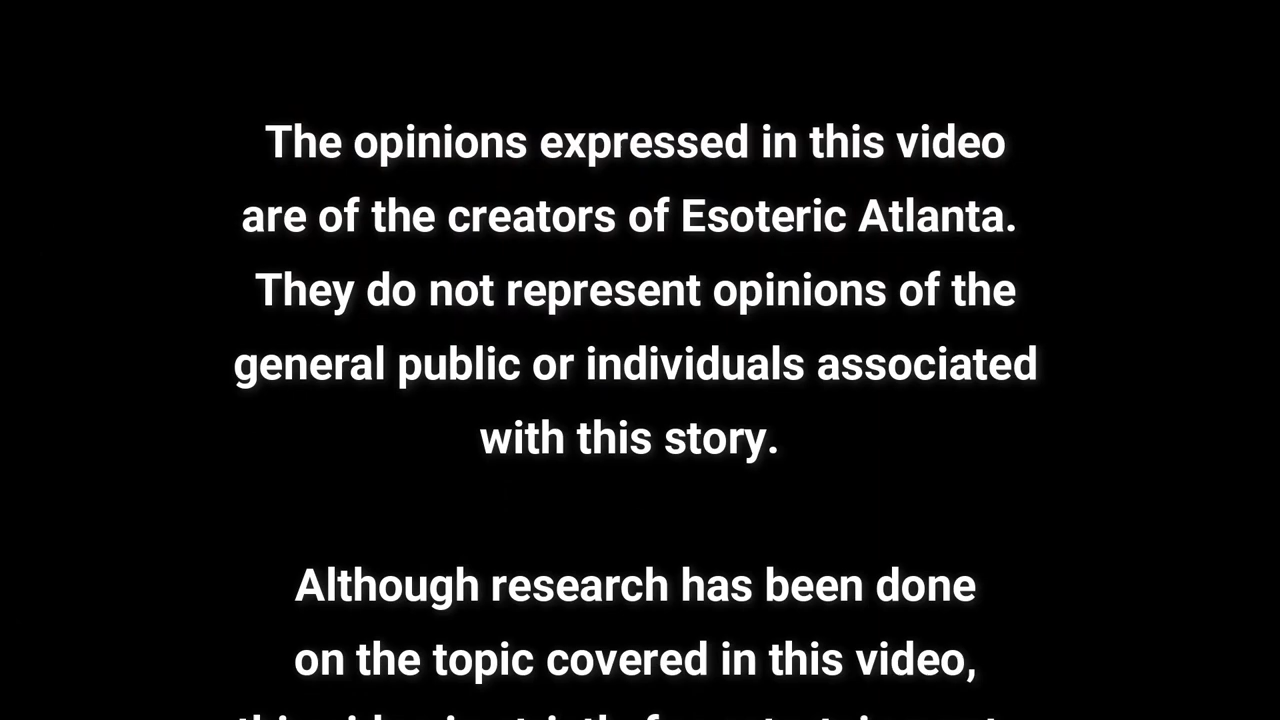 The opinions expressed in this video
are of the creators of Esoteric Atlanta.
They do not represent opinions of the
general public or individuals associated
with this story.
Although research has been done
on the topic covered in this video,